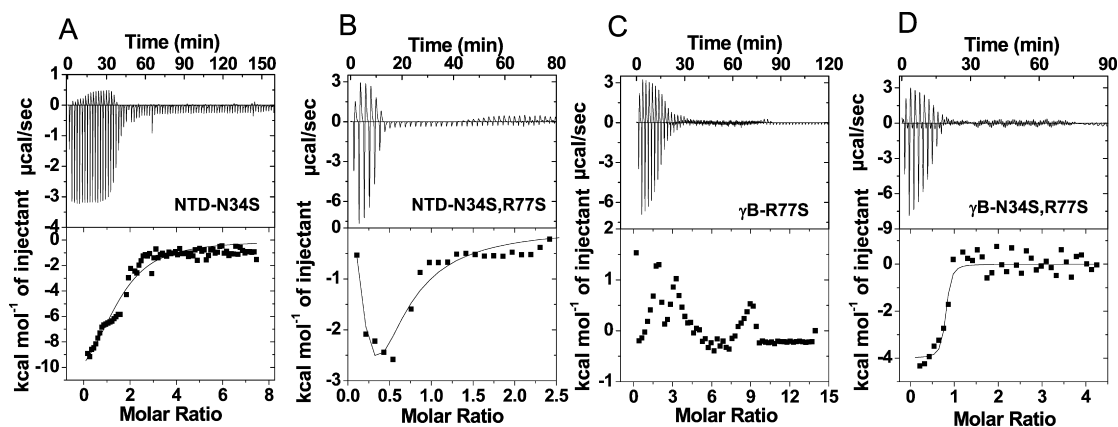 A
B
C
D
Time (min)
Time (min)
Time (min)
Time (min)
0 30 60 90 120 150
0 20 40 60 80
0 30 60 90 120
0 30 60 90
1
0
-1
-2
-3
-4
µcal/sec
NTD-N34S
3
0
-3
-6
0
µcal/sec
NTD-N34S,R77S
3
0
-3
-6
2
µcal/sec
γB-R77S
6
3
0
-3
-6
-9
µcal/sec
γB-N34S,R77S
0
-2
-4
-6
-8
-10
kcal mol-1 of injectant
-1
-2
-3
kcal mol-1 of injectant
1
0
-1
kcal mol-1 of injectant
0
-2
-4
kcal mol-1 of injectant
0 2 4 6 8
0.0 0.5 1.0 1.5 2.0 2.5
0 3 6 9 12 15
0 1 2 3 4
Molar Ratio
Molar Ratio
Molar Ratio
Molar Ratio